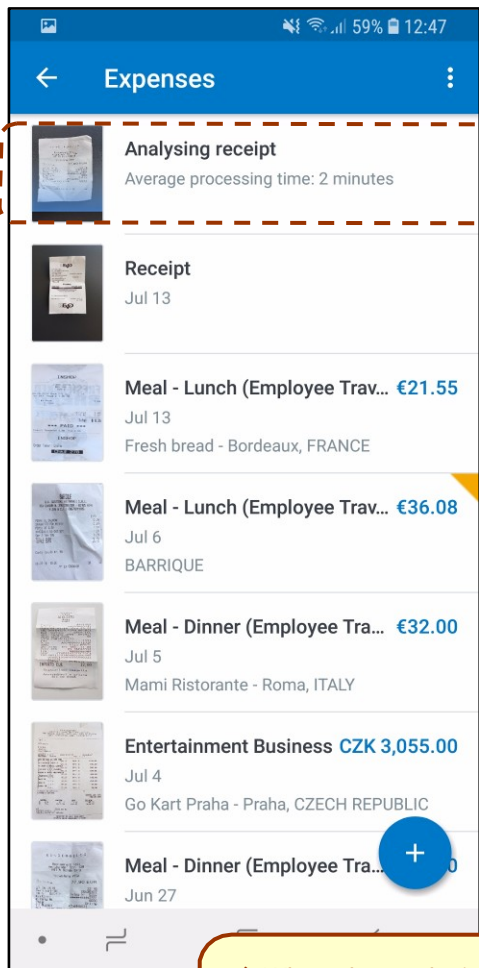 59% 12:47
Expenses
Analysing receipt
Average processing time: 2 minutes
Receipt
Jul 13
Meal - Lunch (Employee Trav... €21.55
Jul 13
Fresh bread - Bordeaux, FRANCE
Meal - Lunch (Employee Trav... €36.08
Jul 6
BARRIQUE
Meal - Dinner (Employee Tra... €32.00
Jul 5
Mami Ristorante - Roma, ITALY
Entertainment Business CZK 3,055.00
Jul 4
Go Kart Praha - Praha, CZECH REPUBLIC
Meal - Dinner (Employee Tra...
Jun 27